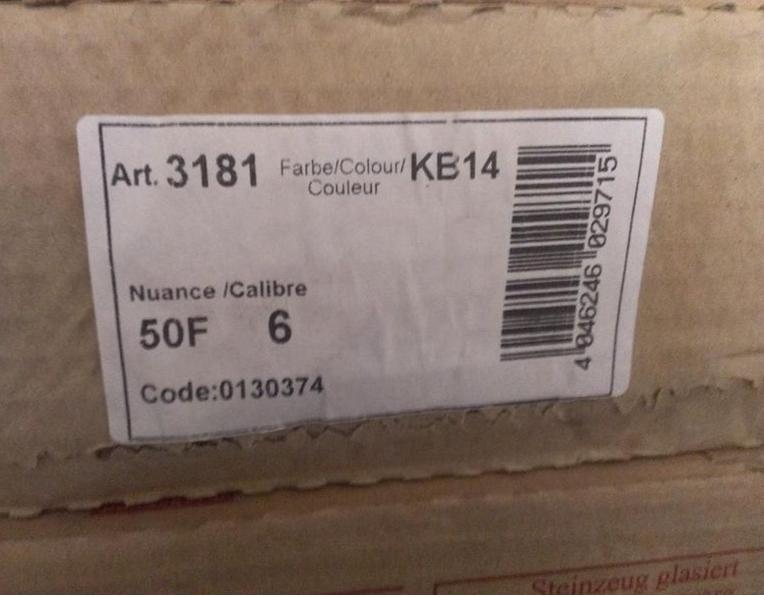 Art. 3181 Farbe/Colour/ KB14
Couleur
Nuance /Calibre
50F 6
Code:0130374
4 046246 029715
Steinzeug glasiert